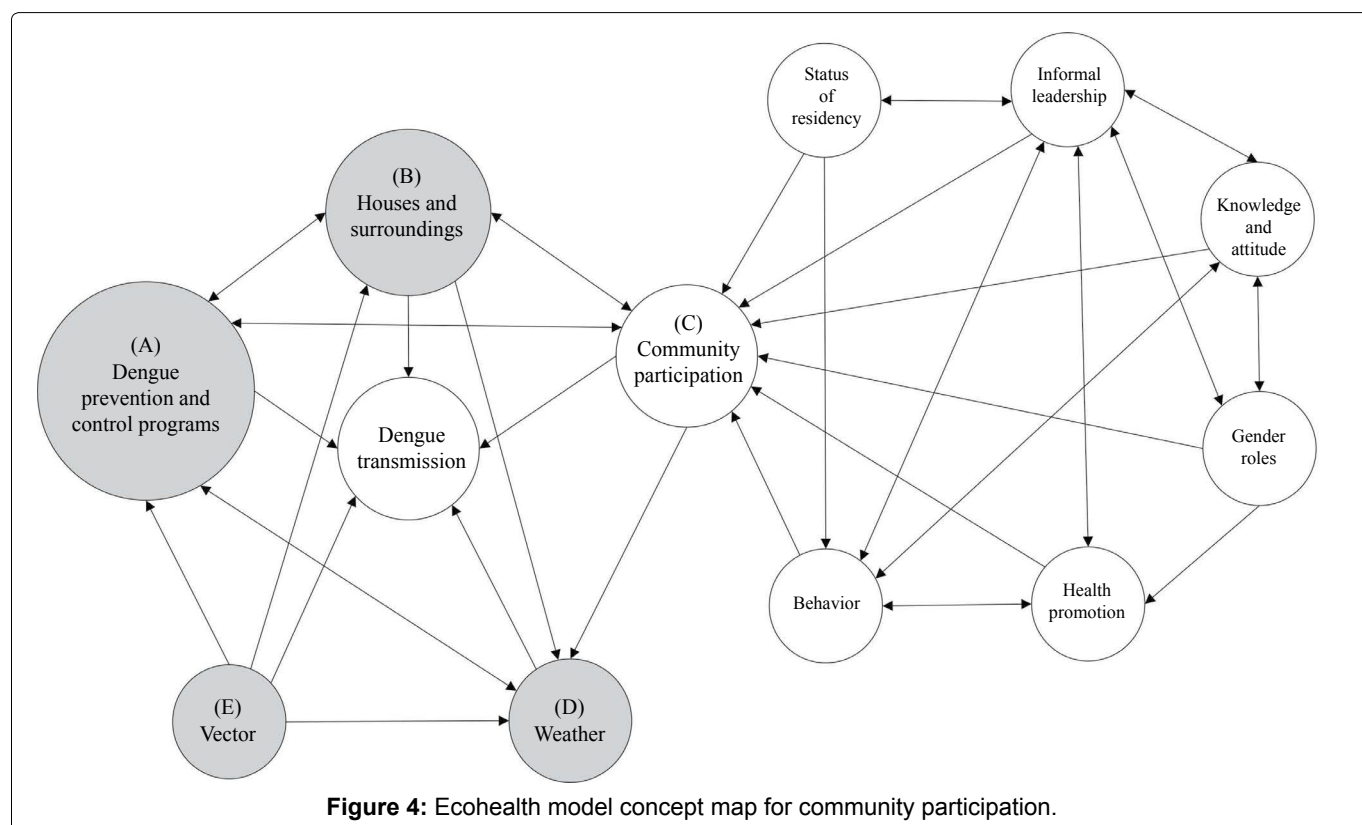 Status
of
residency
Informal
leadership
(B)
Houses and
surroundings
Knowledge
and
attitude
(A)
Dengue
prevention and
control programs
(C)
Community
participation
Dengue
transmission
Gender
roles
Behavior
Health
promotion
(E)
Vector
(D)
Weather
Figure 4: Ecohealth model concept map for community participation.